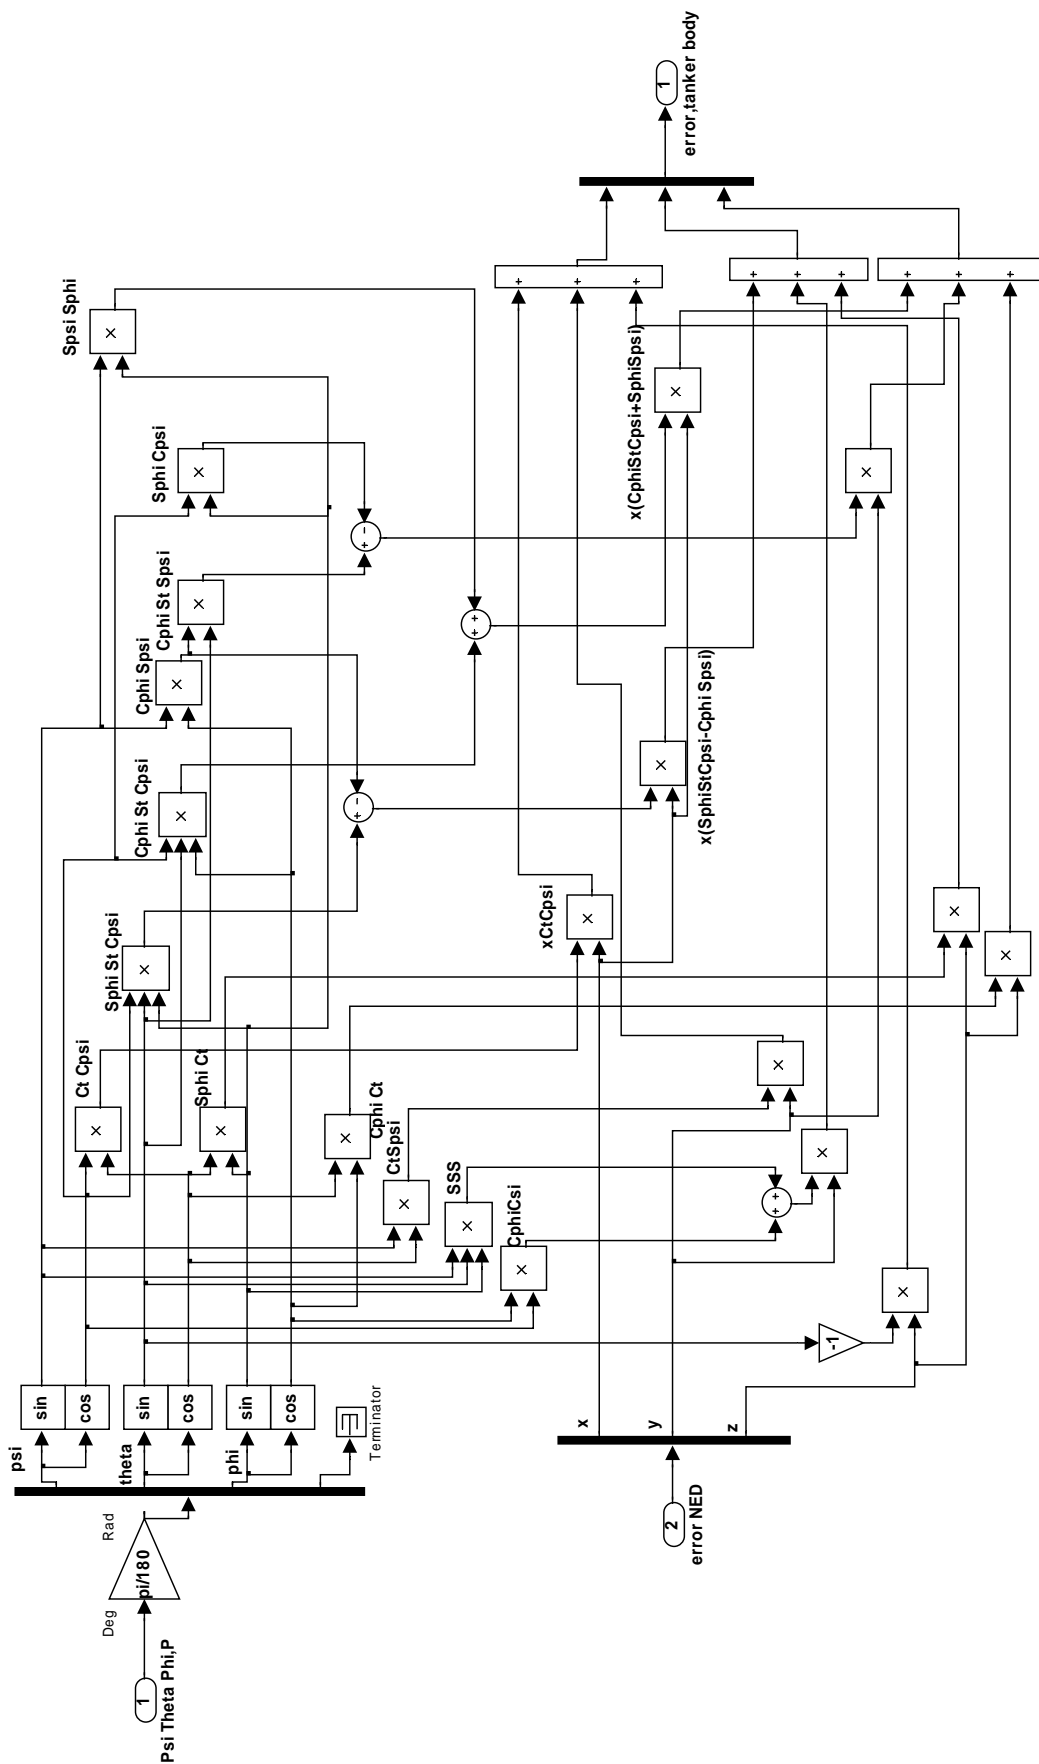 Psi Theta Phi,P
1
Deg
Rad
pi/180
psi
theta
phi
sin
cos
sin
cos
sin
cos
Terminator
Ct Cpsi
Sphi Ct
Cphi Ct
CtSpsi
SSS
CphiCsi
Sphi St Cpsi
Cphi St Cpsi
Cphi Spsi
Cphi St Spsi
Sphi Cpsi
Spsi Sphi
2
error NED
x
y
z
-1
xCtCpsi
x(SphiStCpsi-Cphi Spsi)
x(CphiStCpsi+SphiSpsi)
1
error,tanker body